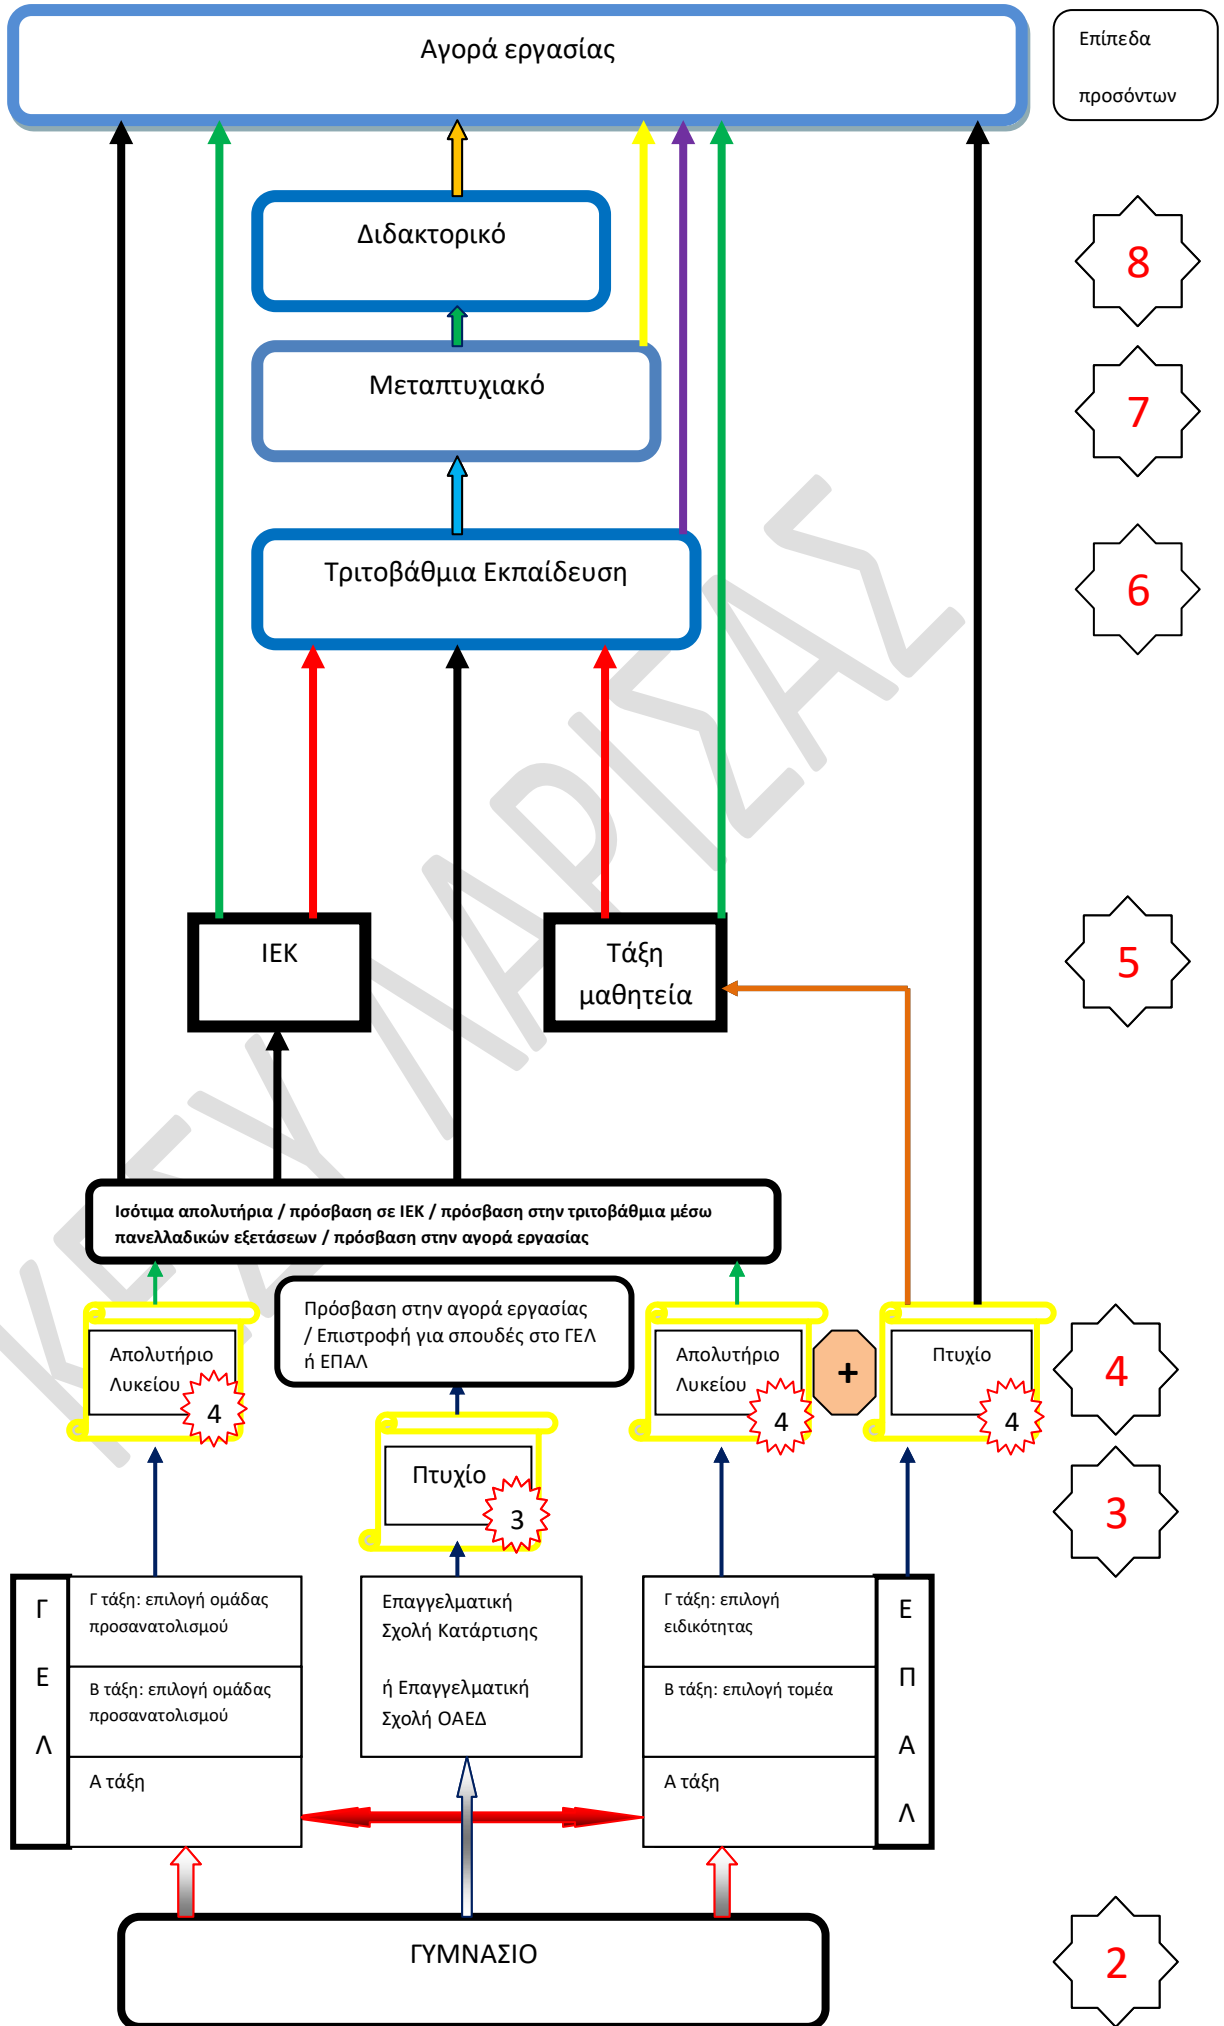 Αγορά εργασίας
Επίπεδα
προσόντων
Διδακτορικό
8
Μεταπτυχιακό
7
Τριτοβάθμια Εκπαίδευση
6
ΙΕΚ
Τάξη
μαθητεία
5
Ισότιμα απολυτήρια / πρόσβαση σε ΙΕΚ / πρόσβαση στην τριτοβάθμια μέσω
πανελλαδικών εξετάσεων / πρόσβαση στην αγορά εργασίας
Πρόσβαση στην αγορά εργασίας
/ Επιστροφή για σπουδές στο ΓΕΛ
ή ΕΠΑΛ
Απολυτήριο
Λυκείου
4
Απολυτήριο
Λυκείου
4
+
Πτυχίο
4
4
Πτυχίο
3
3
Γ
Ε
Λ
Γ τάξη: επιλογή ομάδας
προσανατολισμού
Β τάξη: επιλογή ομάδας
προσανατολισμού
Α τάξη
Επαγγελματική
Σχολή Κατάρτισης
ή Επαγγελματική
Σχολή ΟΑΕΔ
Γ τάξη: επιλογή
ειδικότητας
Β τάξη: επιλογή τομέα
Α τάξη
Ε
Π
Α
Λ
ΓΥΜΝΑΣΙΟ
2
ΚΕΣΥ ΛΑΡΙΣΑΣ